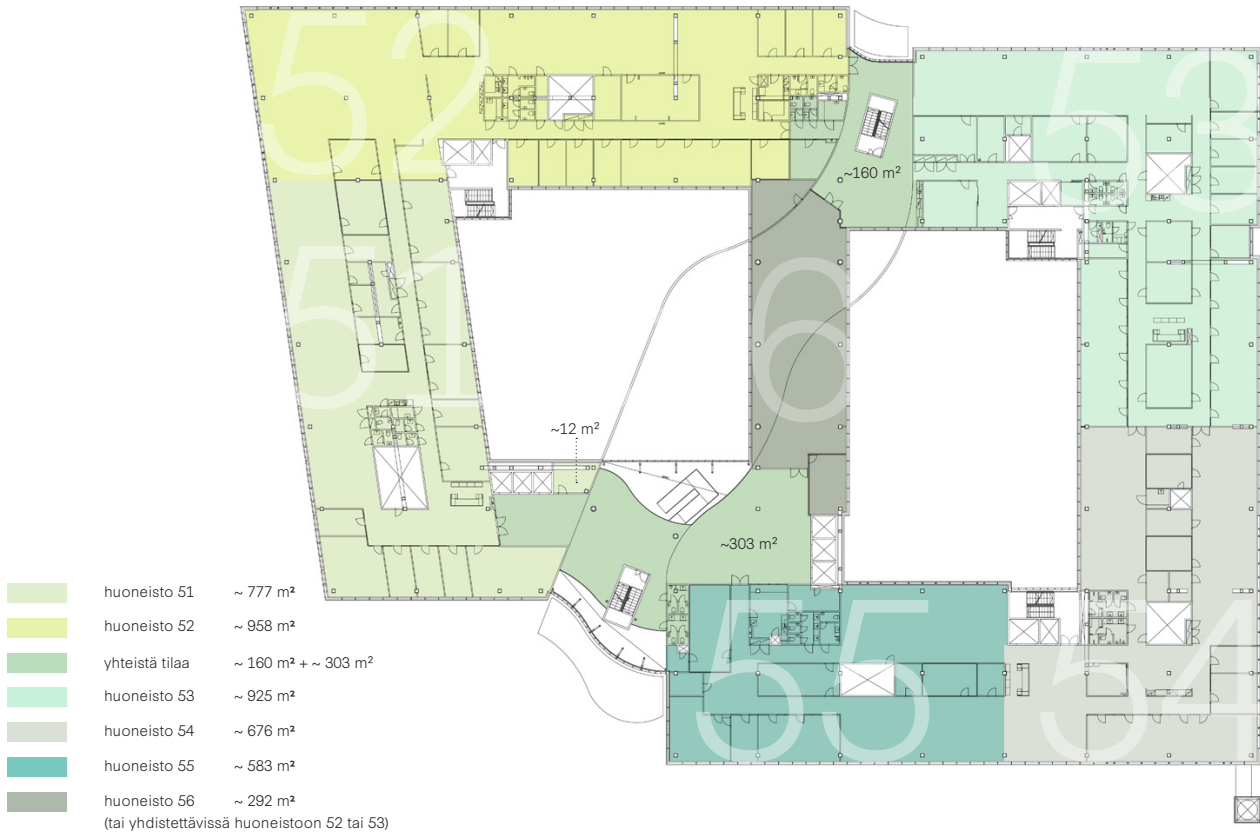 52
53
~160 m²
51
6
~12 m²
~303 m²
55
54
huoneisto 51 ~ 777 m²
huoneisto 52 ~ 958 m²
yhteistä tilaa ~ 160 m² + ~ 303 m²
huoneisto 53 ~ 925 m²
huoneisto 54 ~ 676 m²
huoneisto 55 ~ 583 m²
huoneisto 56 ~ 292 m²
(tai yhdistettävissä huoneistoon 52 tai 53)